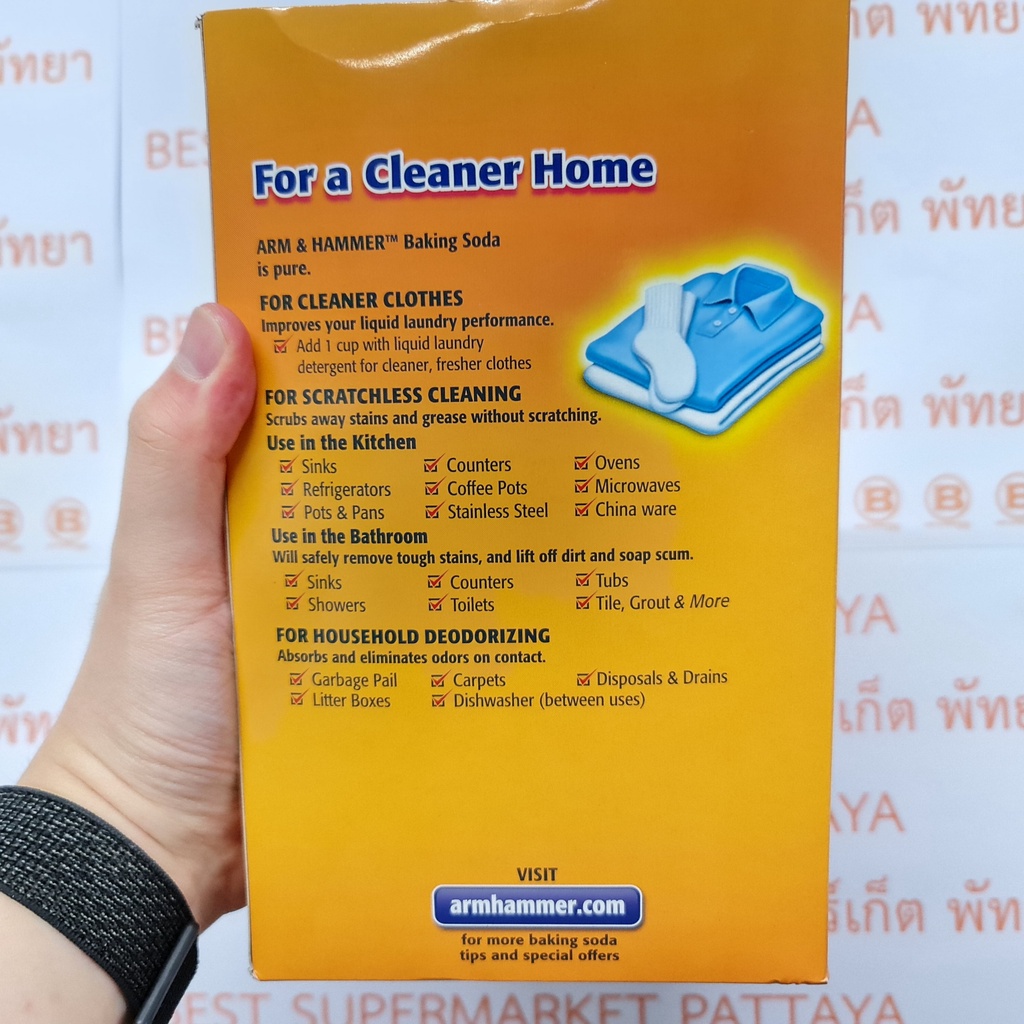 For a Cleaner Home
ARM & HAMMER™ Baking Soda
is pure.
FOR CLEANER CLOTHES
Improves your liquid laundry performance.
Add 1 cup with liquid laundry
detergent for cleaner, fresher clothes
FOR SCRATCHLESS CLEANING
Scrubs away stains and grease without scratching.
Use in the Kitchen
Sinks Counters Ovens
Refrigerators Coffee Pots Microwaves
Pots & Pans Stainless Steel China ware
Use in the Bathroom
Will safely remove tough stains, and lift off dirt and soap scum.
Sinks Counters Tubs
Showers Toilets Tile, Grout & More
FOR HOUSEHOLD DEODORIZING
Absorbs and eliminates odors on contact.
Garbage Pail Carpets Disposals & Drains
Litter Boxes Dishwasher (between uses)
VISIT
armhammer.com
for more baking soda
tips and special offers
BEST SUPERMARKET PATTAYA